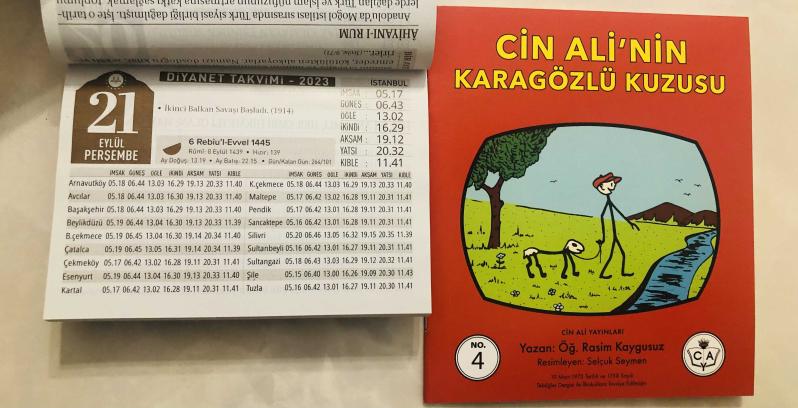 AHİYAN-I RUM
Anadolu'da Moğol istilası sırasında Türk siyasi birliği dağılmıştı. İşte tarih
lerde dağılan Türk ve İslam nüfuzunun artmasına katkı sağlamak, toplumu
DİYANET TAKVİMİ - 2023
21
EYLÜL
PERŞEMBE
• İkinci Balkan Savaşı Başladı. (1914)
6 Rebiu'l-Evvel 1445
Rûmî: 8 Eylül 1439 • Hızır: 139
Ay Doğuş: 13.19 • Ay Batış: 22.15 • Gün/Kalan Gün: 264/101
İSTANBUL
İMSAK : 05.17
GÜNEŞ : 06.43
ÖĞLE : 13.02
İKİNDİ : 16.29
AKŞAM : 19.12
YATSI : 20.32
KIBLE : 11.41
İMSAK GÜNEŞ ÖĞLE İKİNDİ AKŞAM YATSI KIBLE
Arnavutköy 05.18 06.44 13.03 16.29 19.13 20.33 11.40
Avcılar 05.18 06.44 13.03 16.30 19.13 20.33 11.40
Başakşehir 05.18 06.44 13.03 16.29 19.13 20.33 11.40
Beylikdüzü 05.19 06.44 13.03 16.30 19.13 20.33 11.40
B.çekmece 05.19 06.45 13.04 16.30 19.14 20.34 11.40
Çatalca 05.19 06.45 13.05 16.31 19.14 20.34 11.39
Çekmeköy 05.17 06.42 13.02 16.28 19.11 20.31 11.41
Esenyurt 05.19 06.44 13.04 16.30 19.13 20.33 11.40
Kartal 05.17 06.42 13.02 16.28 19.11 20.31 11.41
İMSAK GÜNEŞ ÖĞLE İKİNDİ AKŞAM YATSI KIBLE
K.çekmece 05.18 06.44 13.03 16.29 19.13 20.33 11.40
Maltepe 05.17 06.42 13.02 16.28 19.12 20.31 11.41
Pendik 05.17 06.42 13.01 16.28 19.11 20.31 11.41
Sancaktepe 05.16 06.42 13.01 16.28 19.11 20.31 11.41
Silivri 05.20 06.46 13.05 16.32 19.15 20.35 11.39
Sultanbeyli 05.16 06.42 13.01 16.27 19.11 20.31 11.41
Sultangazi 05.18 06.43 13.03 16.29 19.12 20.33 11.41
Şile 05.15 06.40 13.00 16.26 19.09 20.30 11.43
Tuzla 05.16 06.42 13.01 16.27 19.11 20.30 11.41
CİN ALİ'NİN
KARAGÖZLÜ KUZUSU
CİN ALİ YAYINLARI
NO.
4
Yazan: Öğ. Rasim Kaygusuz
Resimleyen: Selçuk Seymen
C A